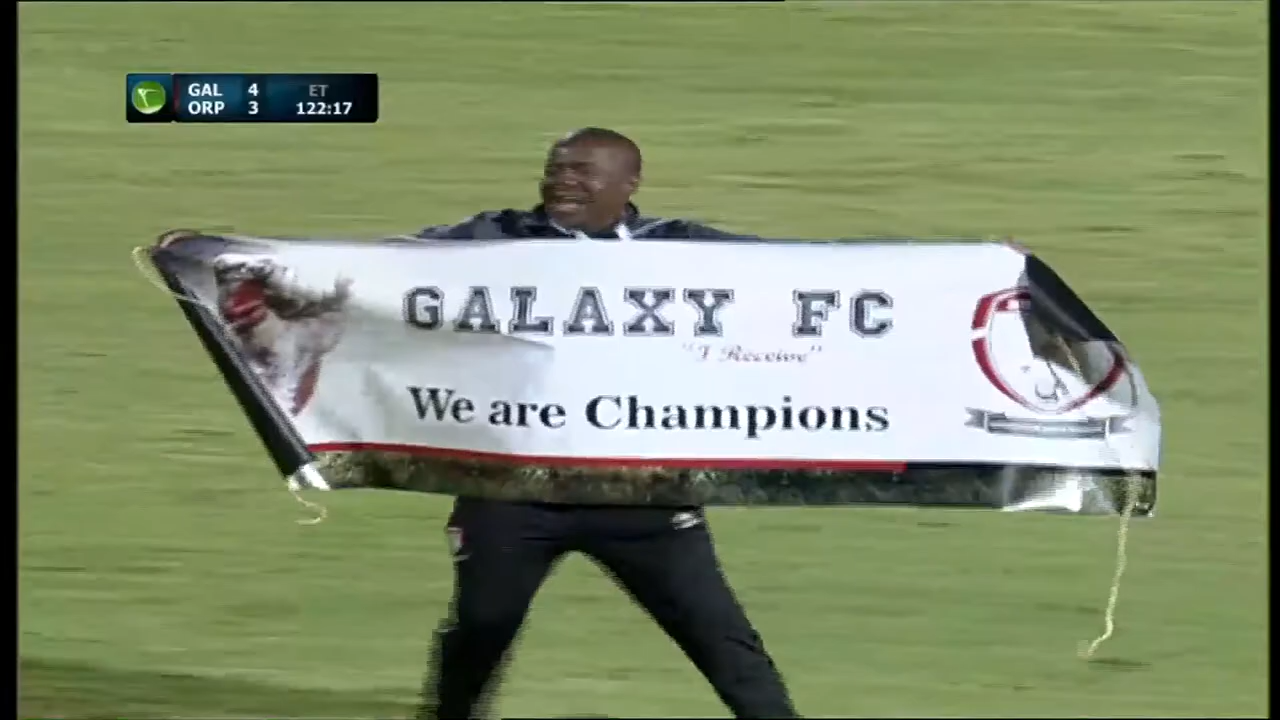 GAL 4 ET
ORP 3 122:17
GALAXY FC
"I Receive"
We are Champions